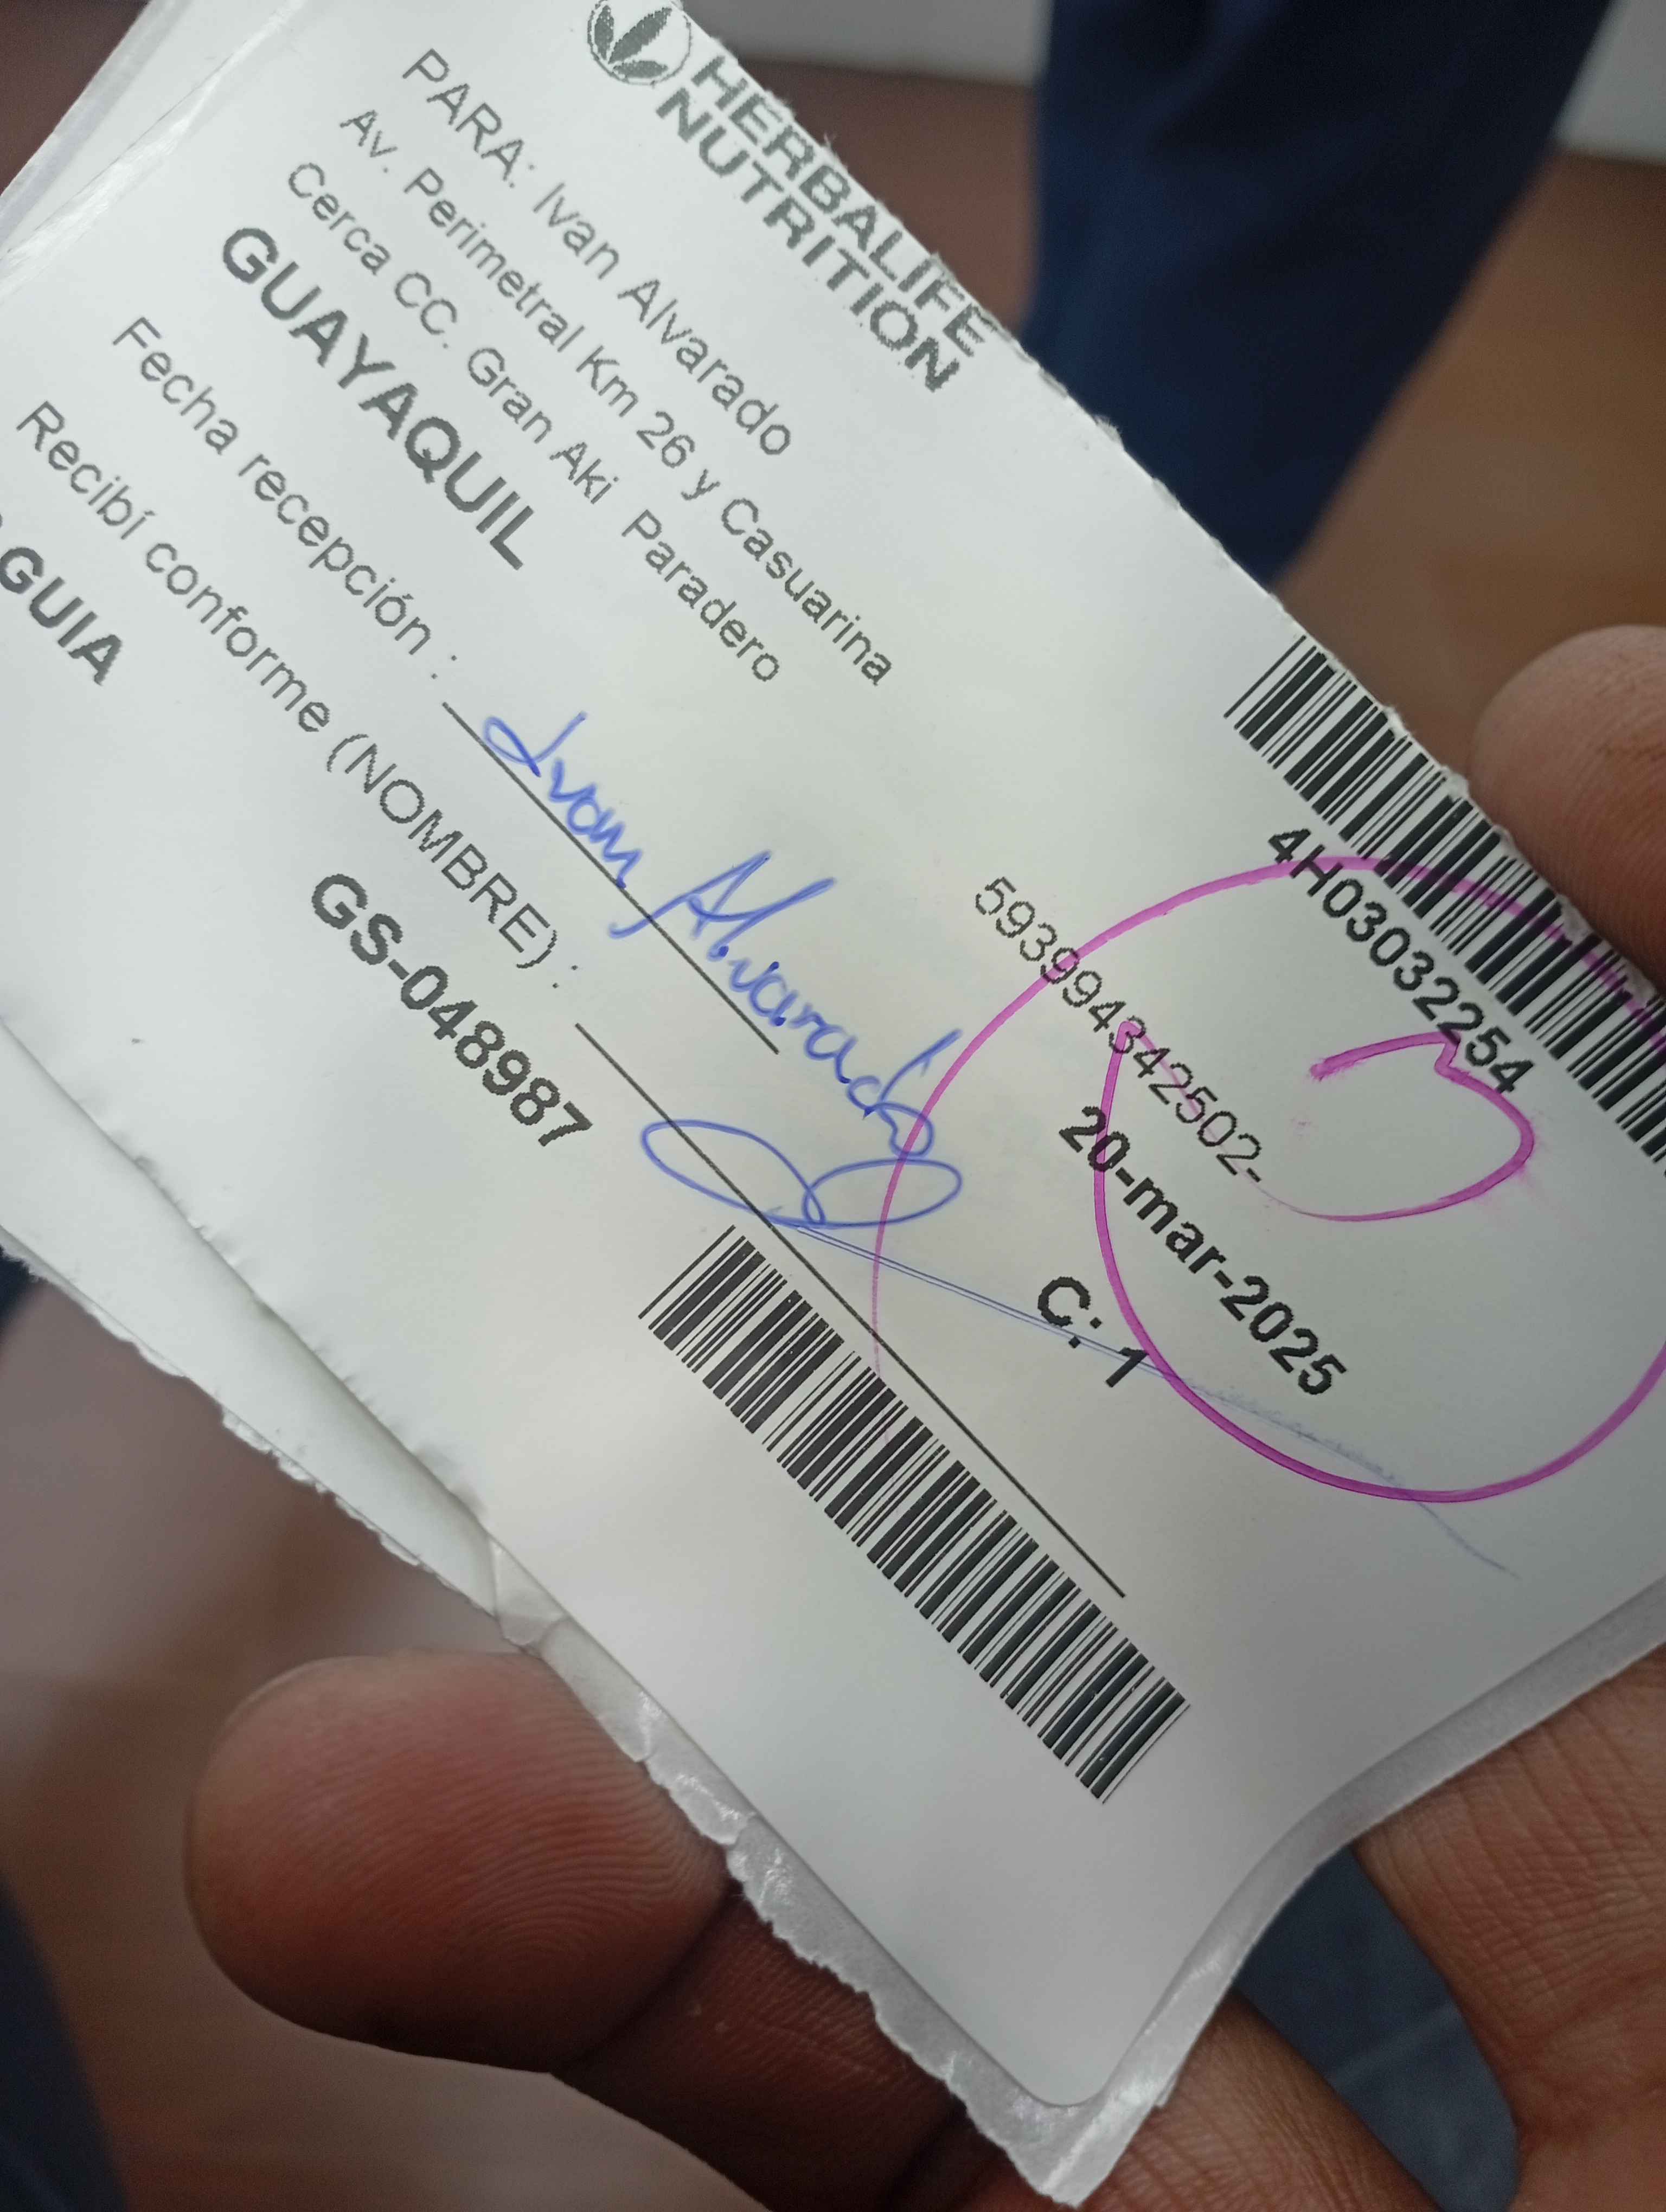 HERBALIFE
NUTRITION
4H03032254
PARA: Ivan Alvarado
593994342502-
Av. Perimetral Km 26 y Casuarina
20-mar-2025
Cerca CC. Gran Aki Paradero
C: 1
GUAYAQUIL
Fecha recepción :
Ivan Alvarado
Recibí conforme (NOMBRE) :
GUIA
GS-048987